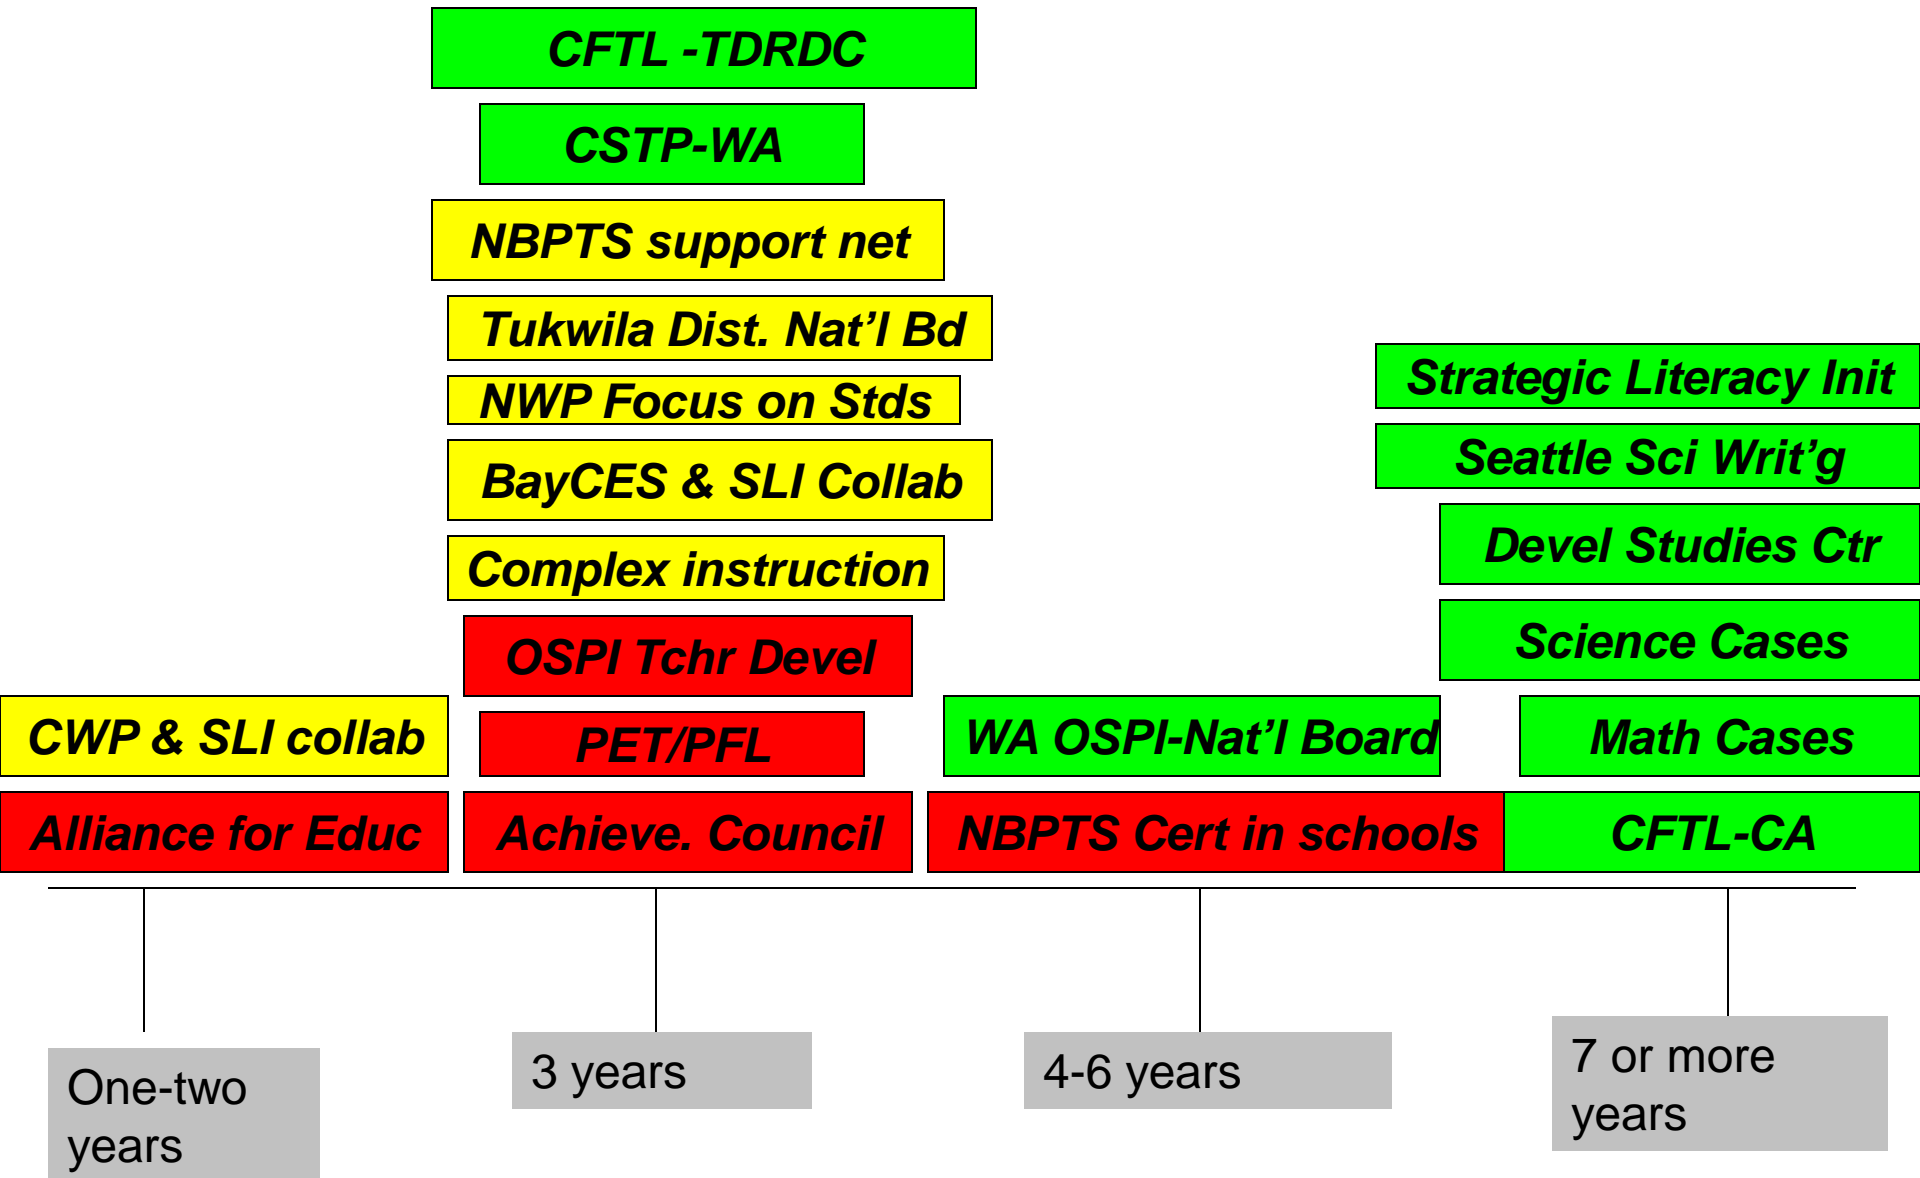 CFTL -TDRDC
CSTP-WA
NBPTS support net
Tukwila Dist. Nat’l Bd
NWP Focus on Stds
BayCES & SLI Collab
Complex instruction
OSPI Tchr Devel
PET/PFL
Achieve. Council
CWP & SLI collab
Alliance for Educ
WA OSPI-Nat’l Board
NBPTS Cert in schools
Strategic Literacy Init
Seattle Sci Writ’g
Devel Studies Ctr
Science Cases
Math Cases
CFTL-CA
One-two
years
3 years
4-6 years
7 or more
years